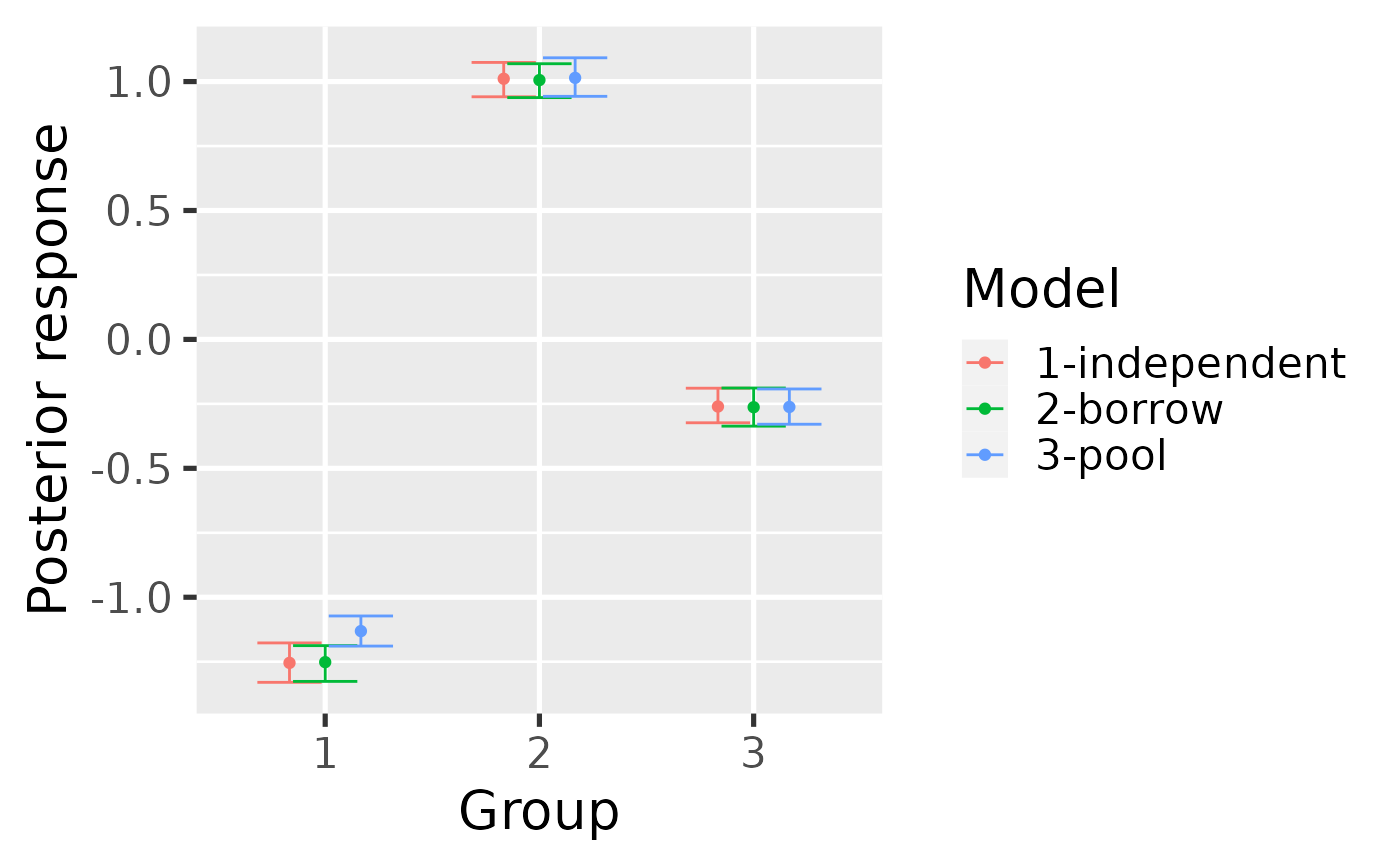 Posterior response
1.0
0.5
0.0
-0.5
-1.0
1
2
3
Group
Model
1-independent
2-borrow
3-pool